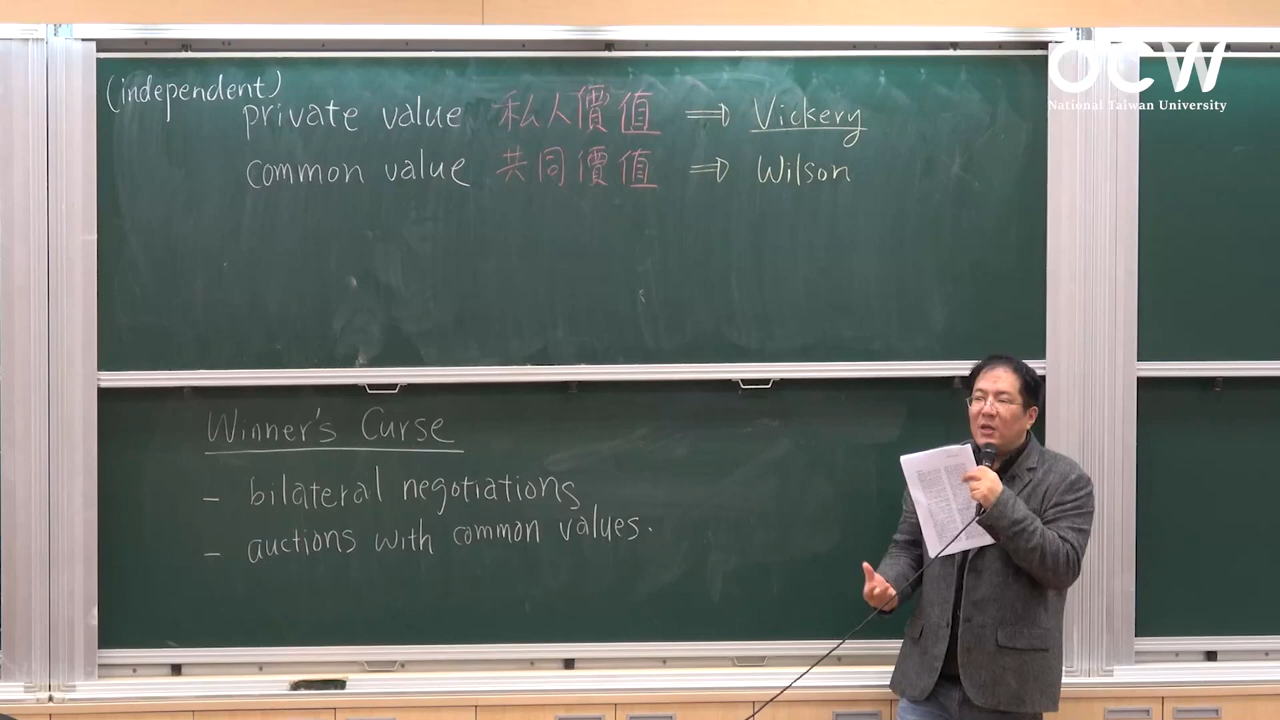 OCW
National Taiwan University
(independent)
private value 私人價值 ⇒ Vickery
common value 共同價值 ⇒ Wilson
Winner's Curse
- bilateral negotiations
- auctions with common values.